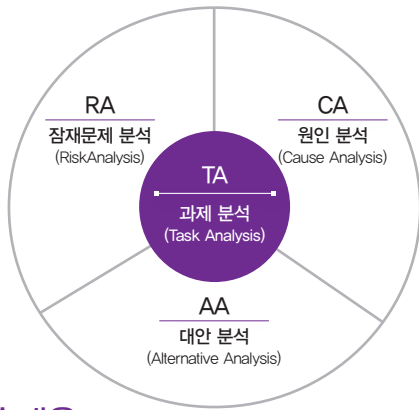 RA
잠재문제 분석
(RiskAnalysis)
CA
원인 분석
(Cause Analysis)
TA
과제 분석
(Task Analysis)
AA
대안 분석
(Alternative Analysis)